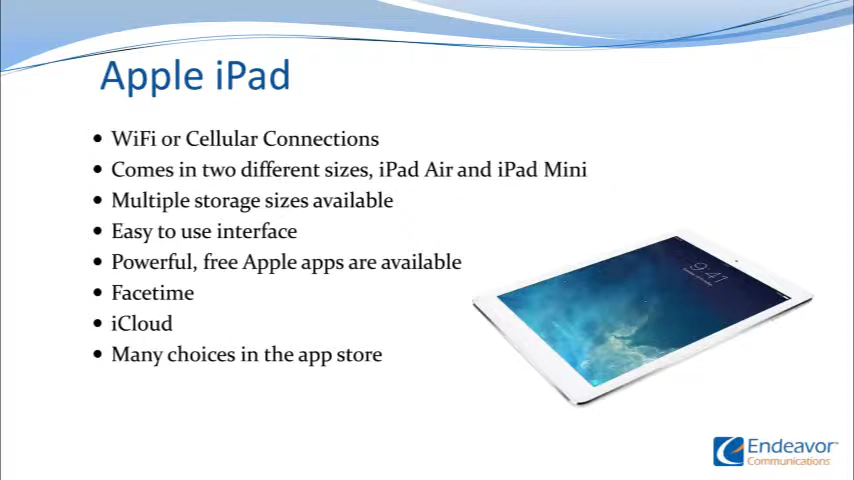 Apple iPad
WiFi or Cellular Connections
Comes in two different sizes, iPad Air and iPad Mini
Multiple storage sizes available
Easy to use interface
Powerful, free Apple apps are available
Facetime
iCloud
Many choices in the app store
9:41
Endeavor
Communications